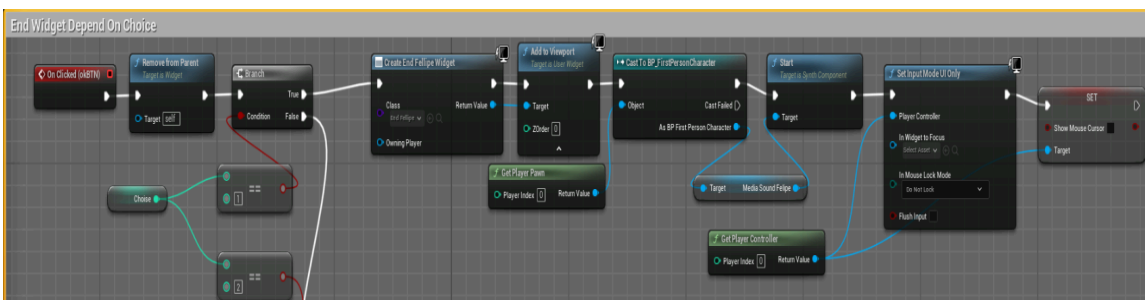 End Widget Depend On Choice
On Clicked (okBTN)
Remove from Parent
Target is Widget
Target self
Branch
True
Condition False
Create End Fellipe Widget
Class Return Value
End Fellipe
Owning Player
Add to Viewport
Target is User Widget
Target
ZOrder 0
Cast To BP_FirstPersonCharacter
Object Cast Failed
As BP First Person Character
Start
Target is Synth Component
Target
Set Input Mode UI Only
Player Controller
In Widget to Focus
Select Asset
In Mouse Lock Mode
Do Not Lock
Flush Input
SET
Show Mouse Cursor
Target
Get Player Pawn
Player Index 0 Return Value
Target Media Sound Felipe
Get Player Controller
Player Index 0 Return Value
Choise
==
1
==
2